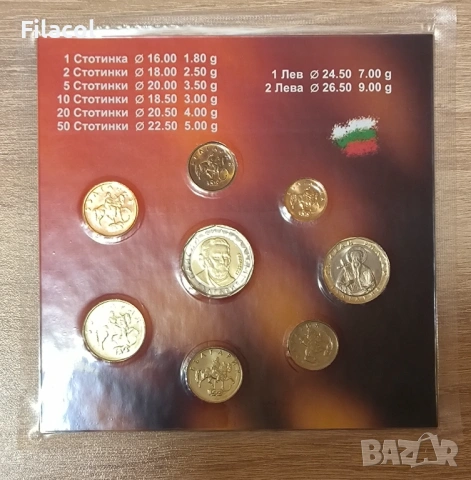 Filacoin
1 Стотинка Ø 16.00 1.80 g
2 Стотинки Ø 18.00 2.50 g
5 Стотинки Ø 20.00 3.50 g
10 Стотинки Ø 18.50 3.00 g
20 Стотинки Ø 20.50 4.00 g
50 Стотинки Ø 22.50 5.00 g
1 Лев Ø 24.50 7.00 g
2 Лева Ø 26.50 9.00 g
BAZAR